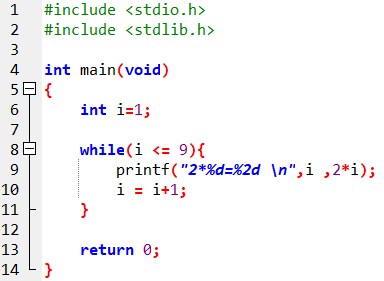 1 #include <stdio.h>
2 #include <stdlib.h>
3
4 int main(void)
5 {
6     int i=1;
7
8     while(i <= 9){
9         printf("2*%d=%2d \n",i ,2*i);
10         i = i+1;
11     }
12
13     return 0;
14 }